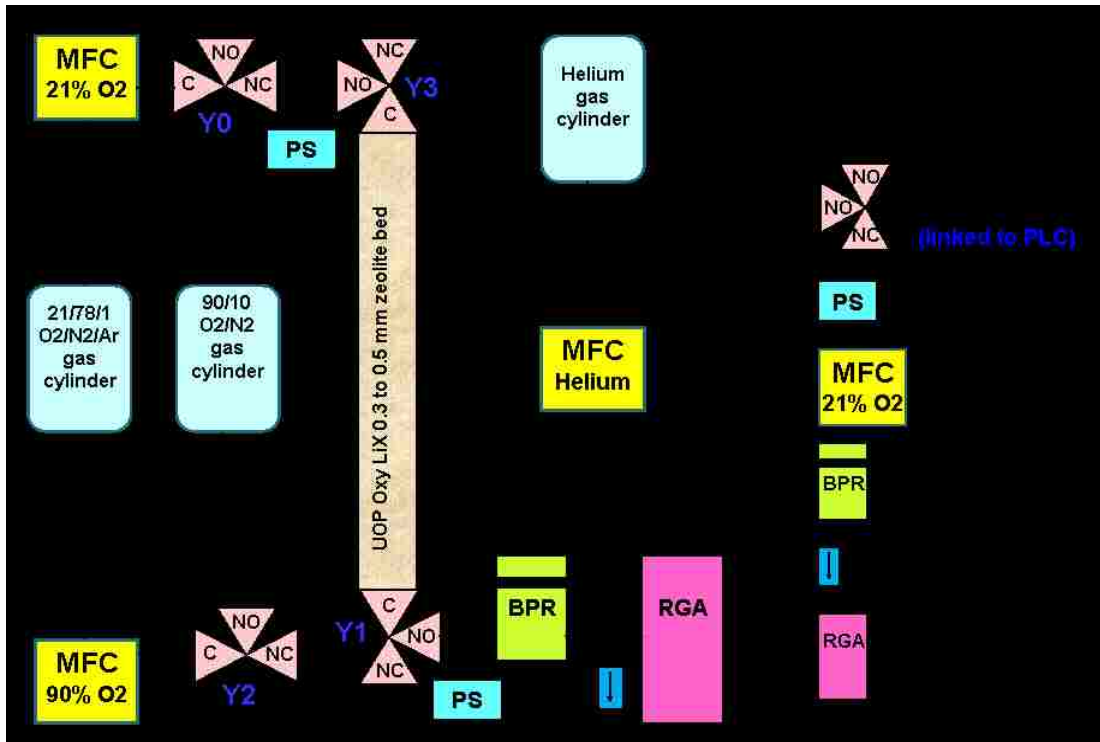 MFC
21% O2
NO
C
NC
Y0
NC
NO
C
Y3
PS
Helium
gas
cylinder
NO
NO
NC
(linked to PLC)
UOP Oxy LiX 0.3 to 0.5 mm zeolite bed
21/78/1
O2/N2/Ar
gas
cylinder
90/10
O2/N2
gas
cylinder
PS
MFC
Helium
MFC
21% O2
BPR
C
NO
NC
Y1
BPR
RGA
NO
C
NC
Y2
MFC
90% O2
PS
RGA